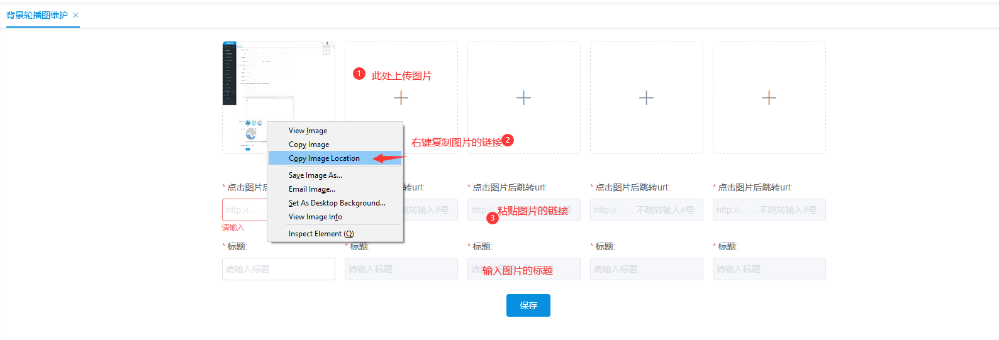 背景轮播图维护 ×
1 此处上传图片
View Image
Copy Image
Copy Image Location
Save Image As...
Email Image...
Set As Desktop Background...
View Image Info
Inspect Element (Q)
右键复制图片的链接 2
* 点击图片后
转url:
* 点击图片后跳转url:
* 点击图片后跳转url:
* 点击图片后跳转url:
http://......
转输入#号
http://
号
http://...... 不跳转输入#号
http://...... 不跳转输入#号
3 粘贴图片的链接
请输入
* 标题:
* 标题:
* 标题:
* 标题:
* 标题:
请输入标题
请输入标题
请
请输入标题
请输入标题
输入图片的标题
保存